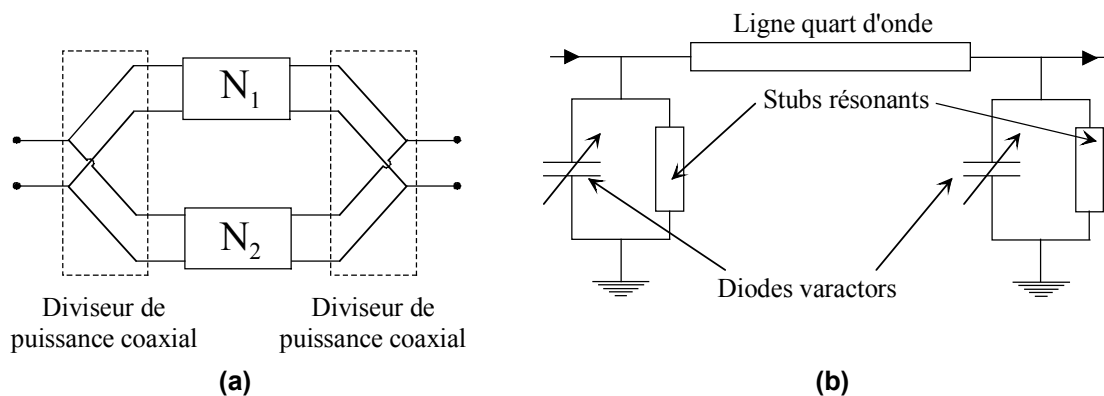 N1
N2
Diviseur de
puissance coaxial
Diviseur de
puissance coaxial
(a)
Ligne quart d'onde
Stubs résonants
Diodes varactors
(b)